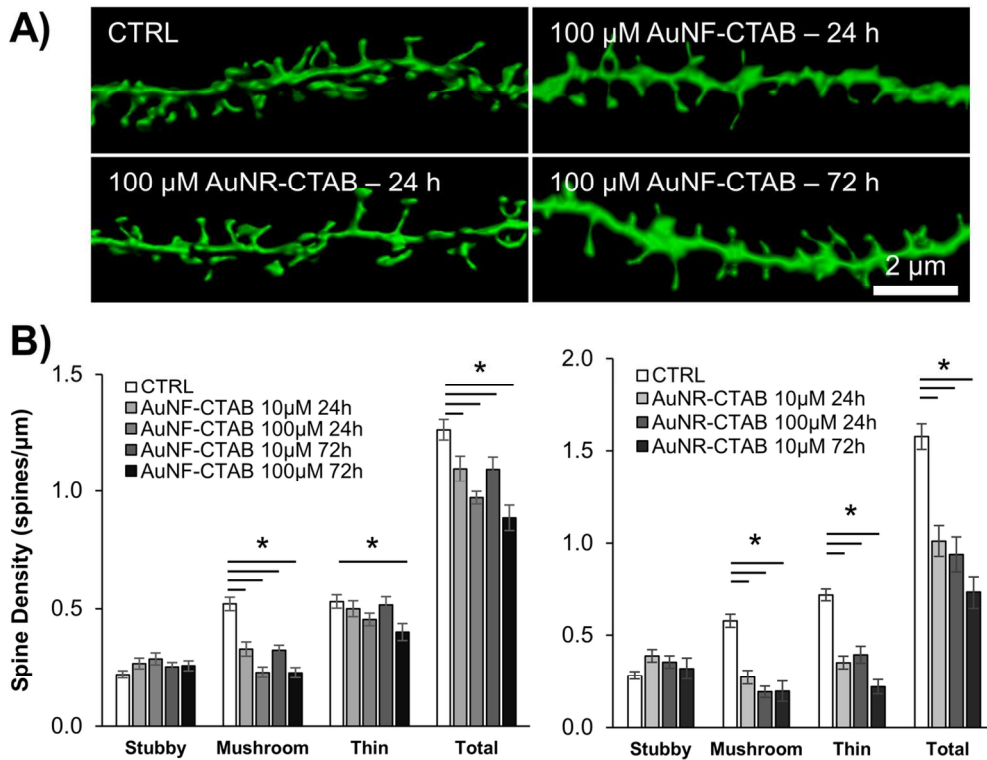 A)
CTRL
100 µM AuNF-CTAB – 24 h
100 µM AuNR-CTAB – 24 h
100 µM AuNF-CTAB – 72 h
2 µm
B)
Spine Density (spines/µm)
1.5
1.0
0.5
0.0
CTRL
AuNF-CTAB 10µM 24h
AuNF-CTAB 100µM 24h
AuNF-CTAB 10µM 72h
AuNF-CTAB 100µM 72h
*
*
*
Stubby Mushroom Thin Total
2.0
1.5
1.0
0.5
0.0
CTRL
AuNR-CTAB 10µM 24h
AuNR-CTAB 100µM 24h
AuNR-CTAB 10µM 72h
*
*
*
Stubby Mushroom Thin Total